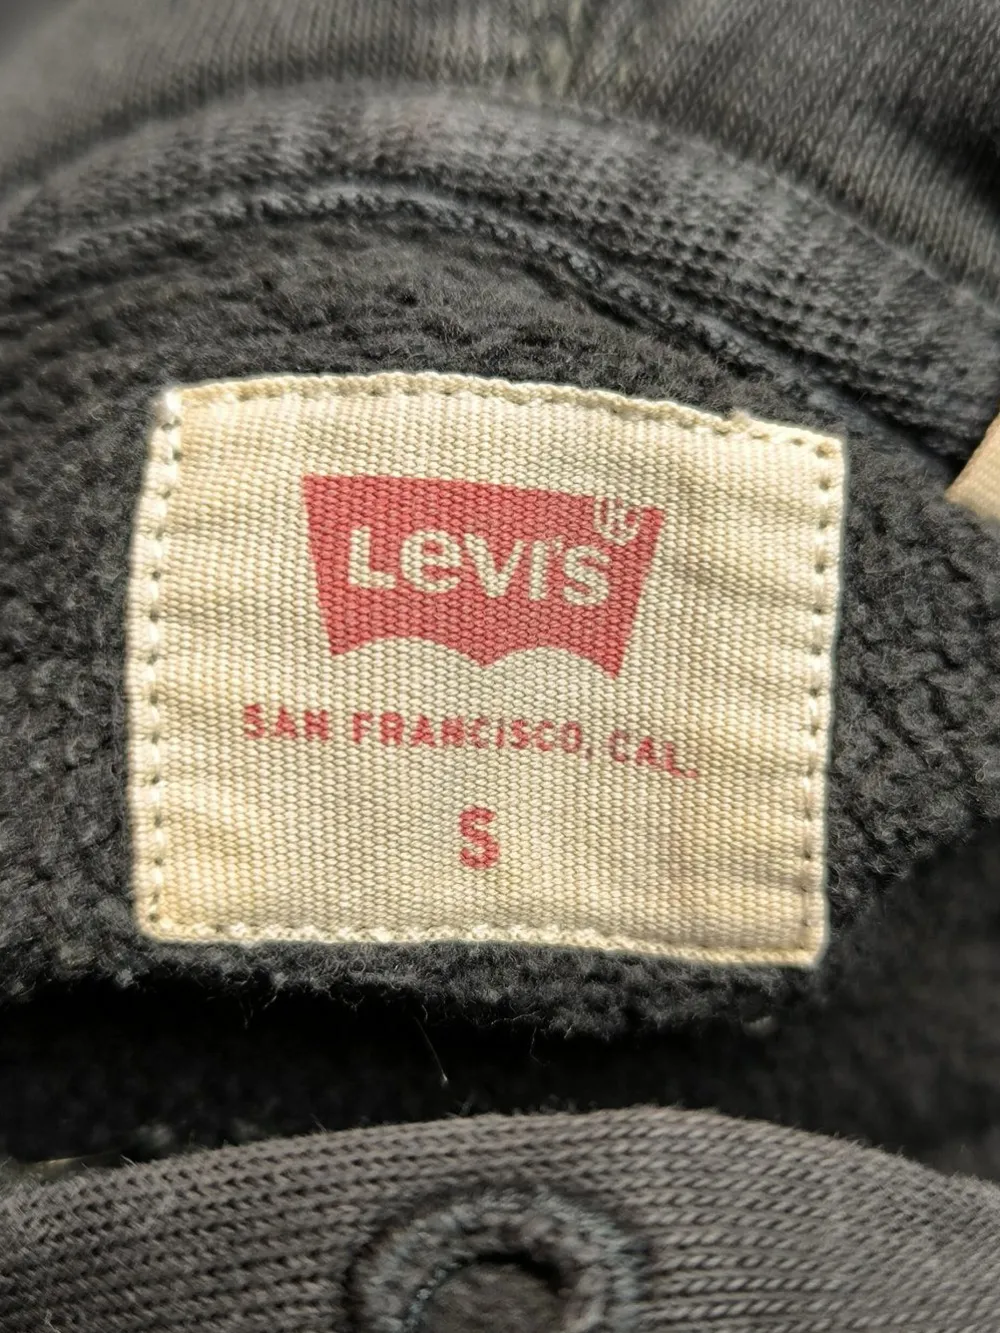 Levi's
SAN FRANCISCO, CAL.
S